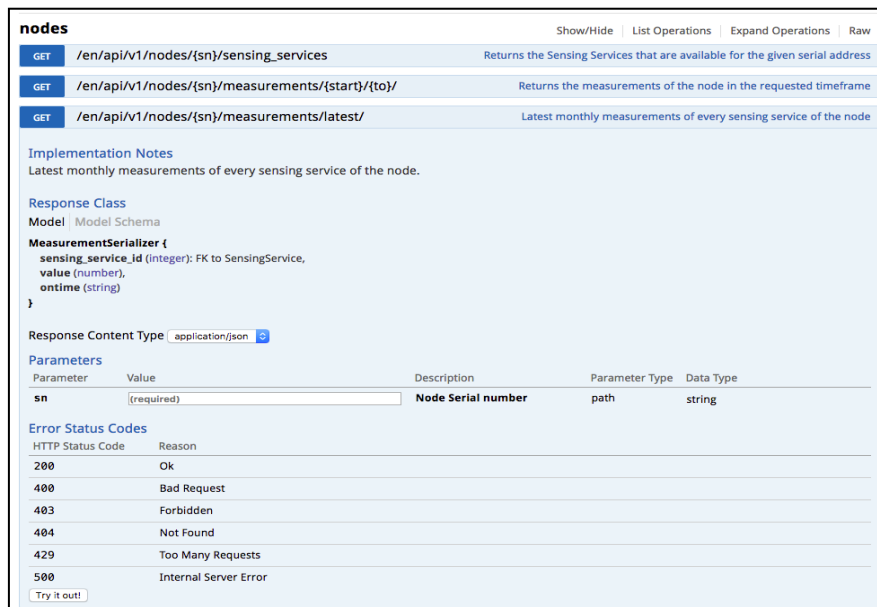 nodes Show/Hide List Operations Expand Operations Raw
GET /en/api/v1/nodes/{sn}/sensing_services Returns the Sensing Services that are available for the given serial address
GET /en/api/v1/nodes/{sn}/measurements/{start}/{to}/ Returns the measurements of the node in the requested timeframe
GET /en/api/v1/nodes/{sn}/measurements/latest/ Latest monthly measurements of every sensing service of the node
Implementation Notes
Latest monthly measurements of every sensing service of the node.
Response Class
Model Model Schema
MeasurementSerializer {
sensing_service_id (integer): FK to SensingService,
value (number),
ontime (string)
}
Response Content Type application/json
Parameters
Parameter Value Description Parameter Type Data Type
sn (required) Node Serial number path string
Error Status Codes
HTTP Status Code Reason
200 Ok
400 Bad Request
403 Forbidden
404 Not Found
429 Too Many Requests
500 Internal Server Error
Try it out!